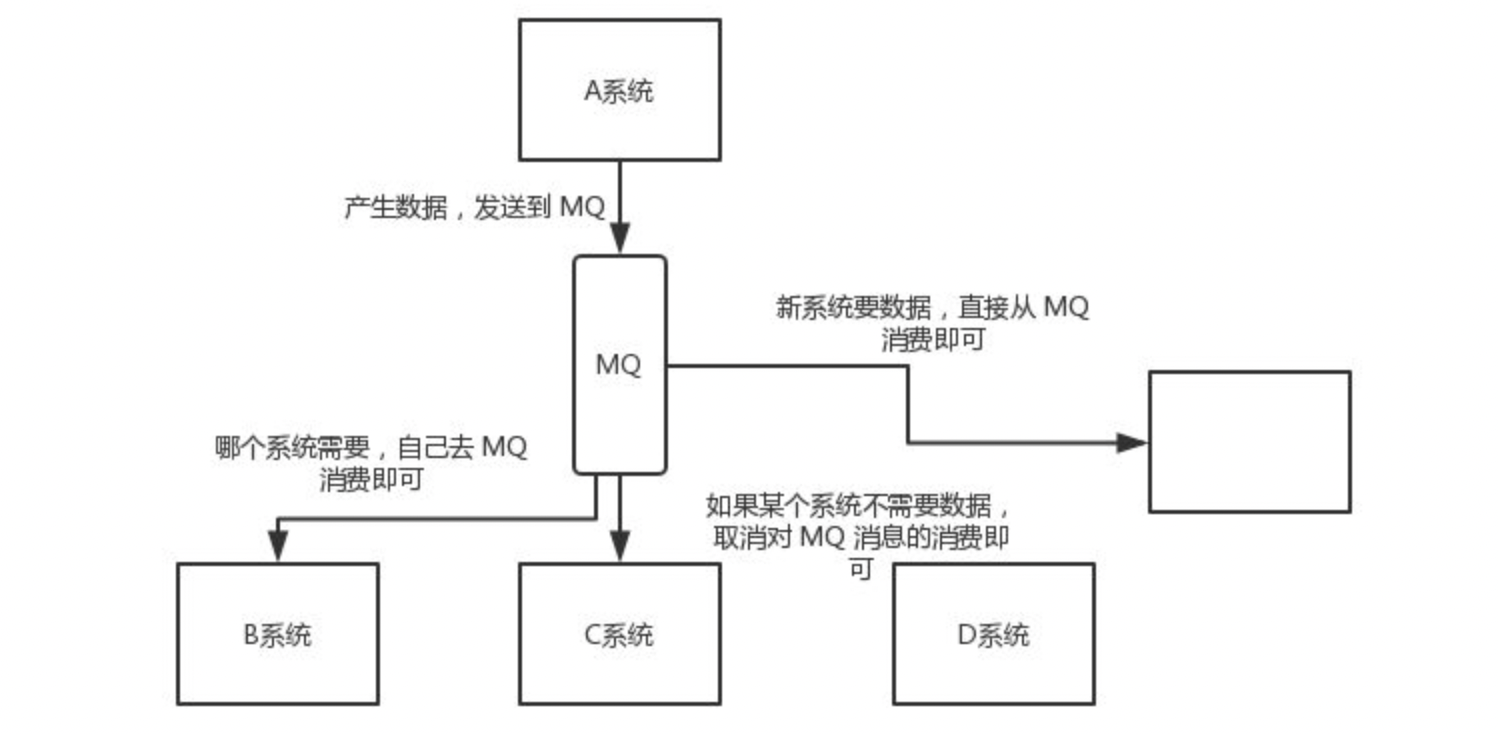 A系统
产生数据，发送到 MQ
新系统要数据，直接从 MQ
消费即可
MQ
哪个系统需要，自己去 MQ
消费即可
如果某个系统不需要数据，
取消对 MQ 消息的消费即
可
B系统
C系统
D系统